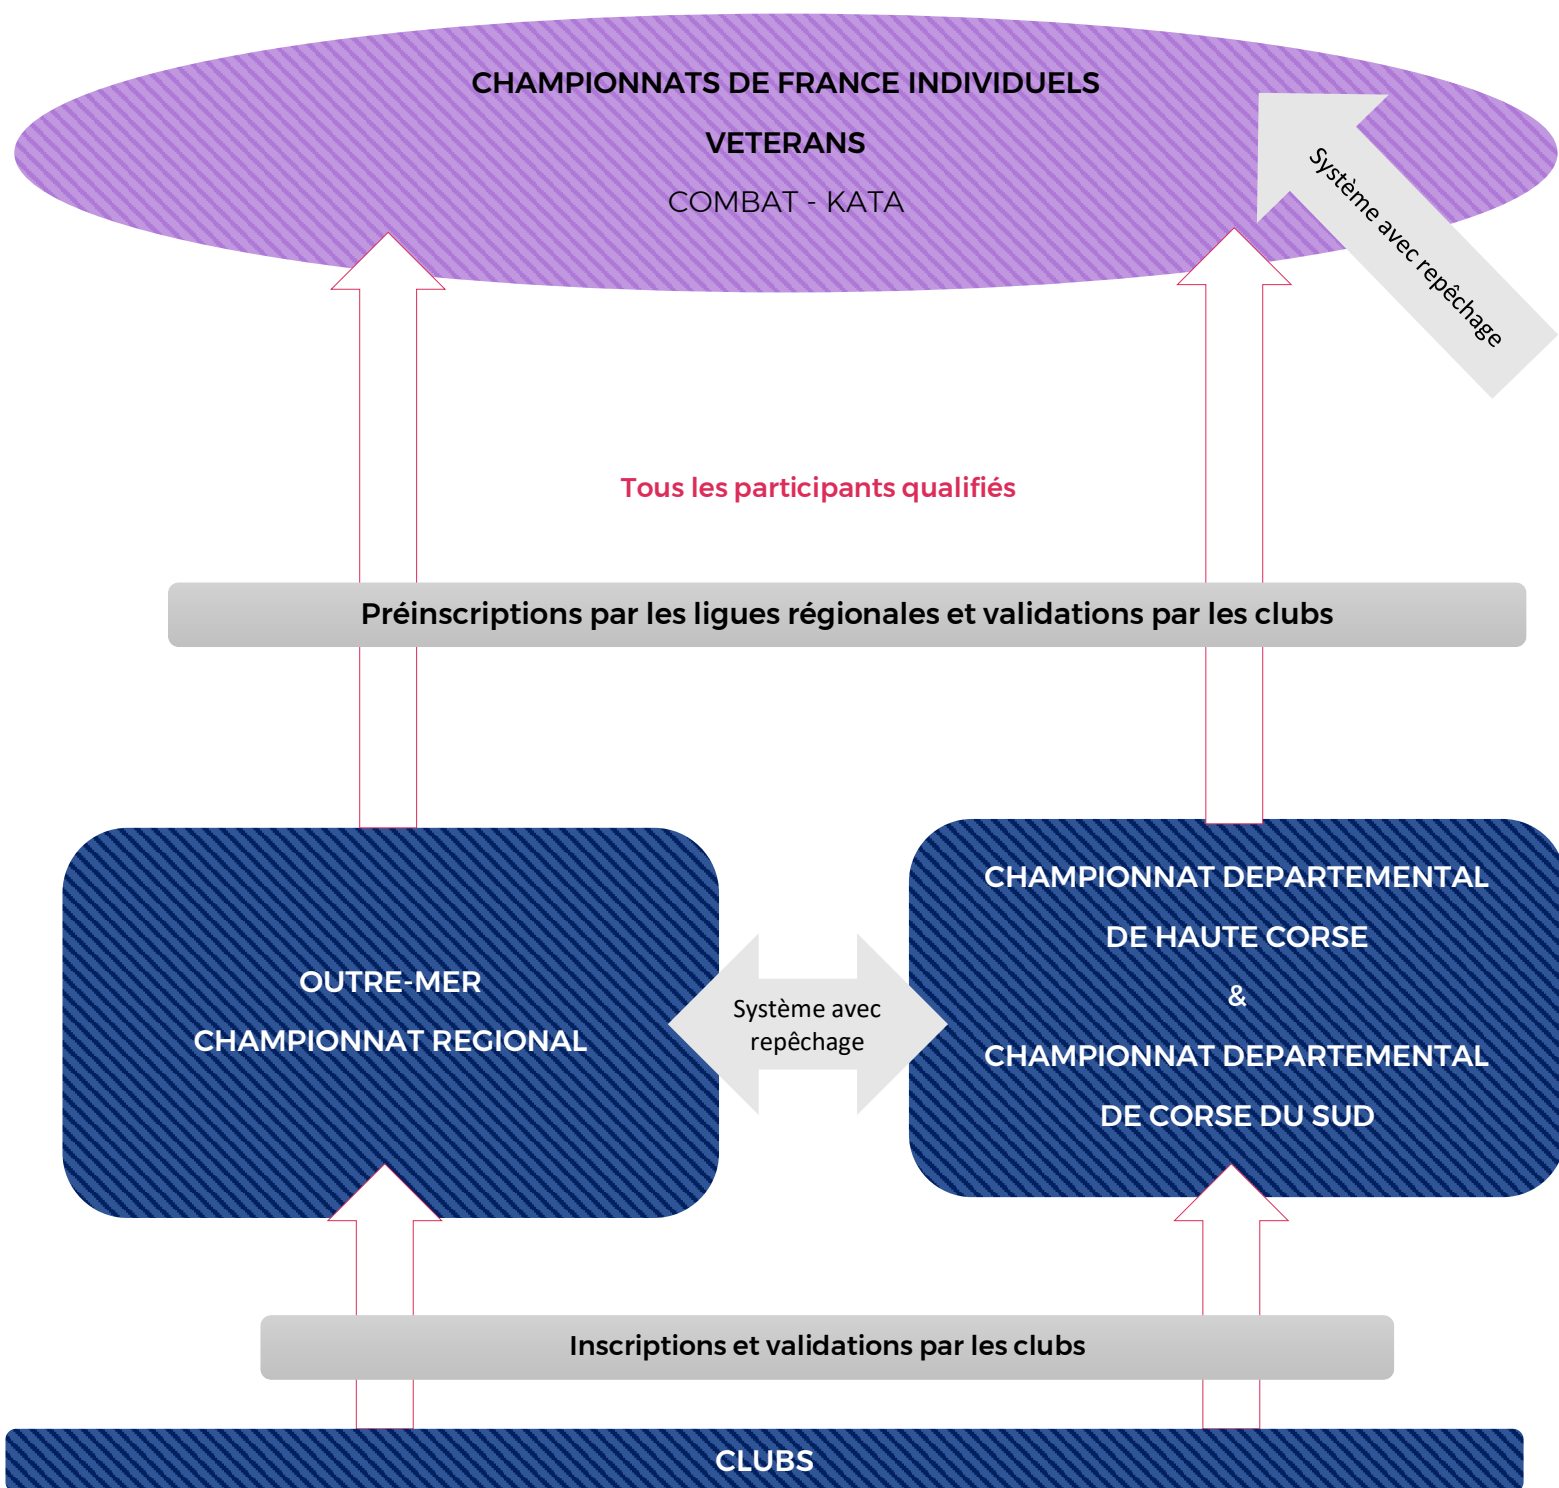 CHAMPIONNATS DE FRANCE INDIVIDUELS
VETERANS
COMBAT - KATA
Système avec repêchage
Tous les participants qualifiés
Préinscriptions par les ligues régionales et validations par les clubs
OUTRE-MER
CHAMPIONNAT REGIONAL
Système avec
repêchage
CHAMPIONNAT DEPARTEMENTAL
DE HAUTE CORSE
&
CHAMPIONNAT DEPARTEMENTAL
DE CORSE DU SUD
Inscriptions et validations par les clubs
CLUBS